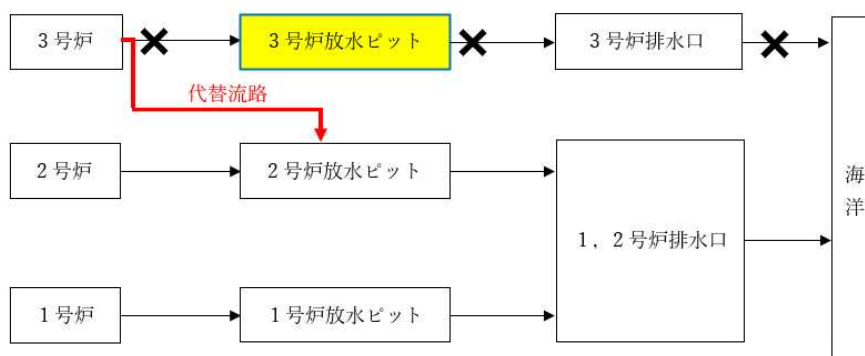 ３号炉
３号炉放水ピット
３号炉排水口
代替流路
２号炉
２号炉放水ピット
１，２号炉排水口
海洋
１号炉
１号炉放水ピット